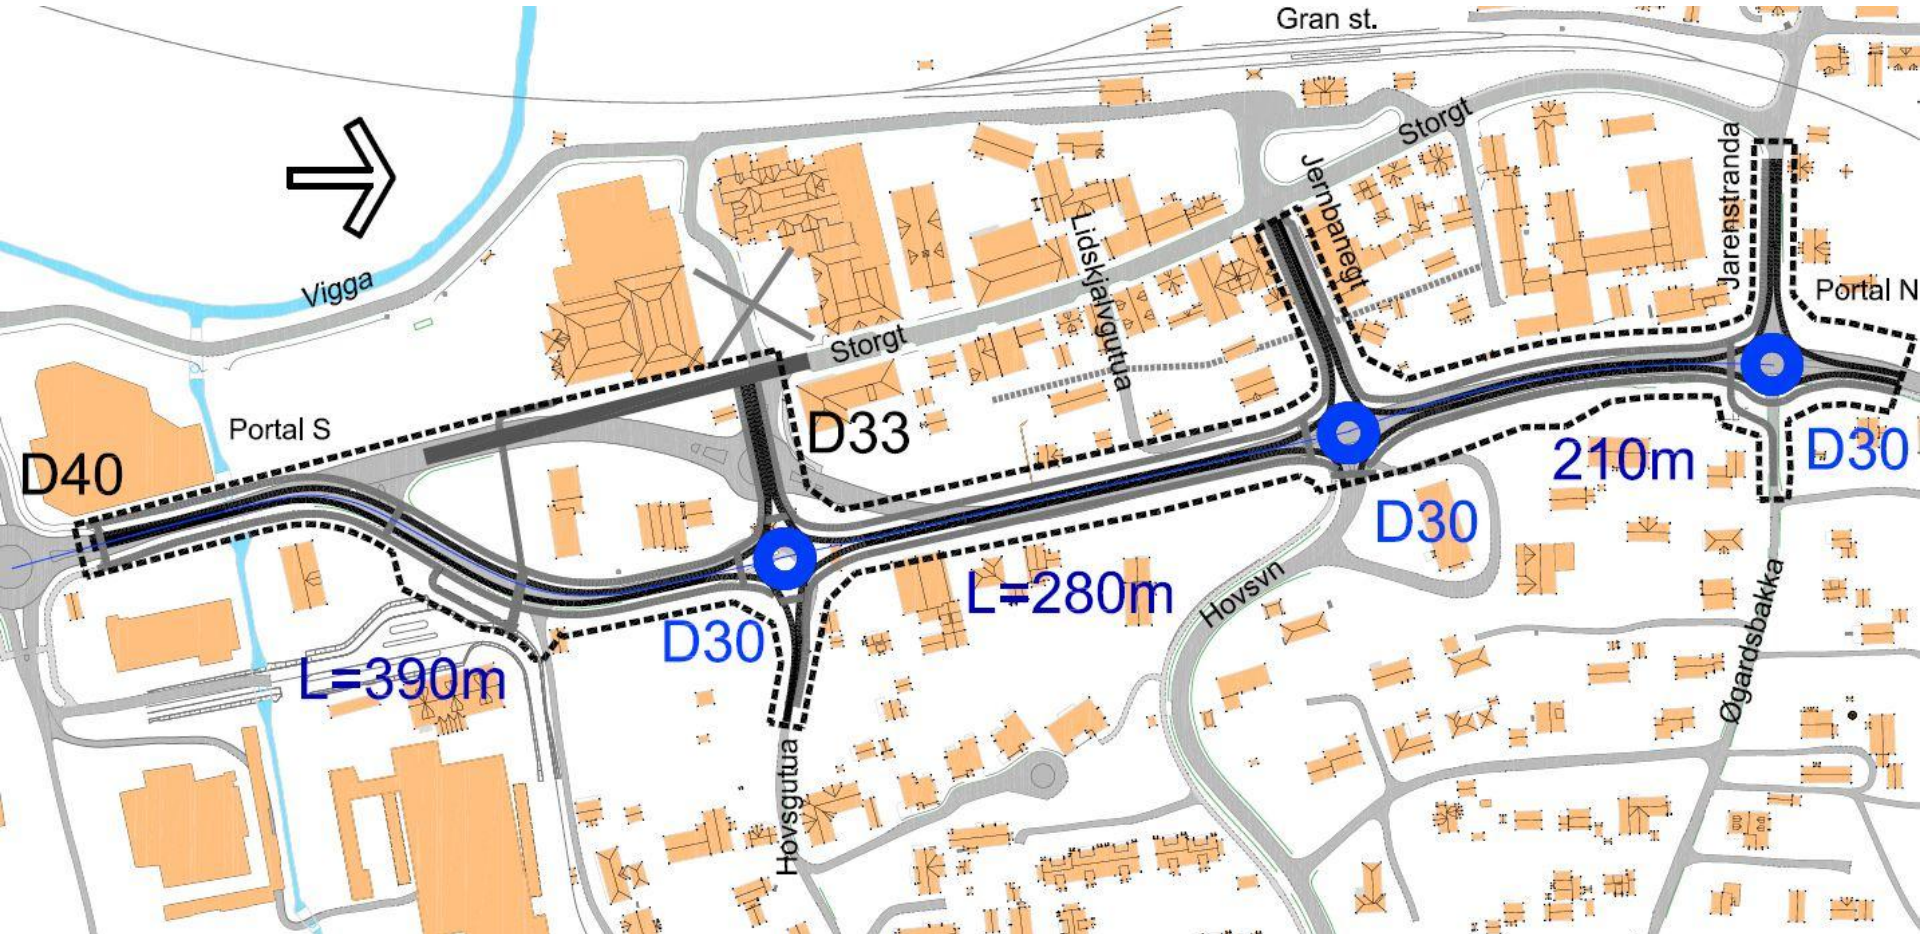 Gran st.
Storgt
Jernbanegt
Jarenstranda
Lidskjalvgutua
Vigga
Portal N
Storgt
Portal S
D33
D40
D30
210m
D30
L=280m
Hovsvn
D30
L=390m
Øgardsbakka
Hovsgutua